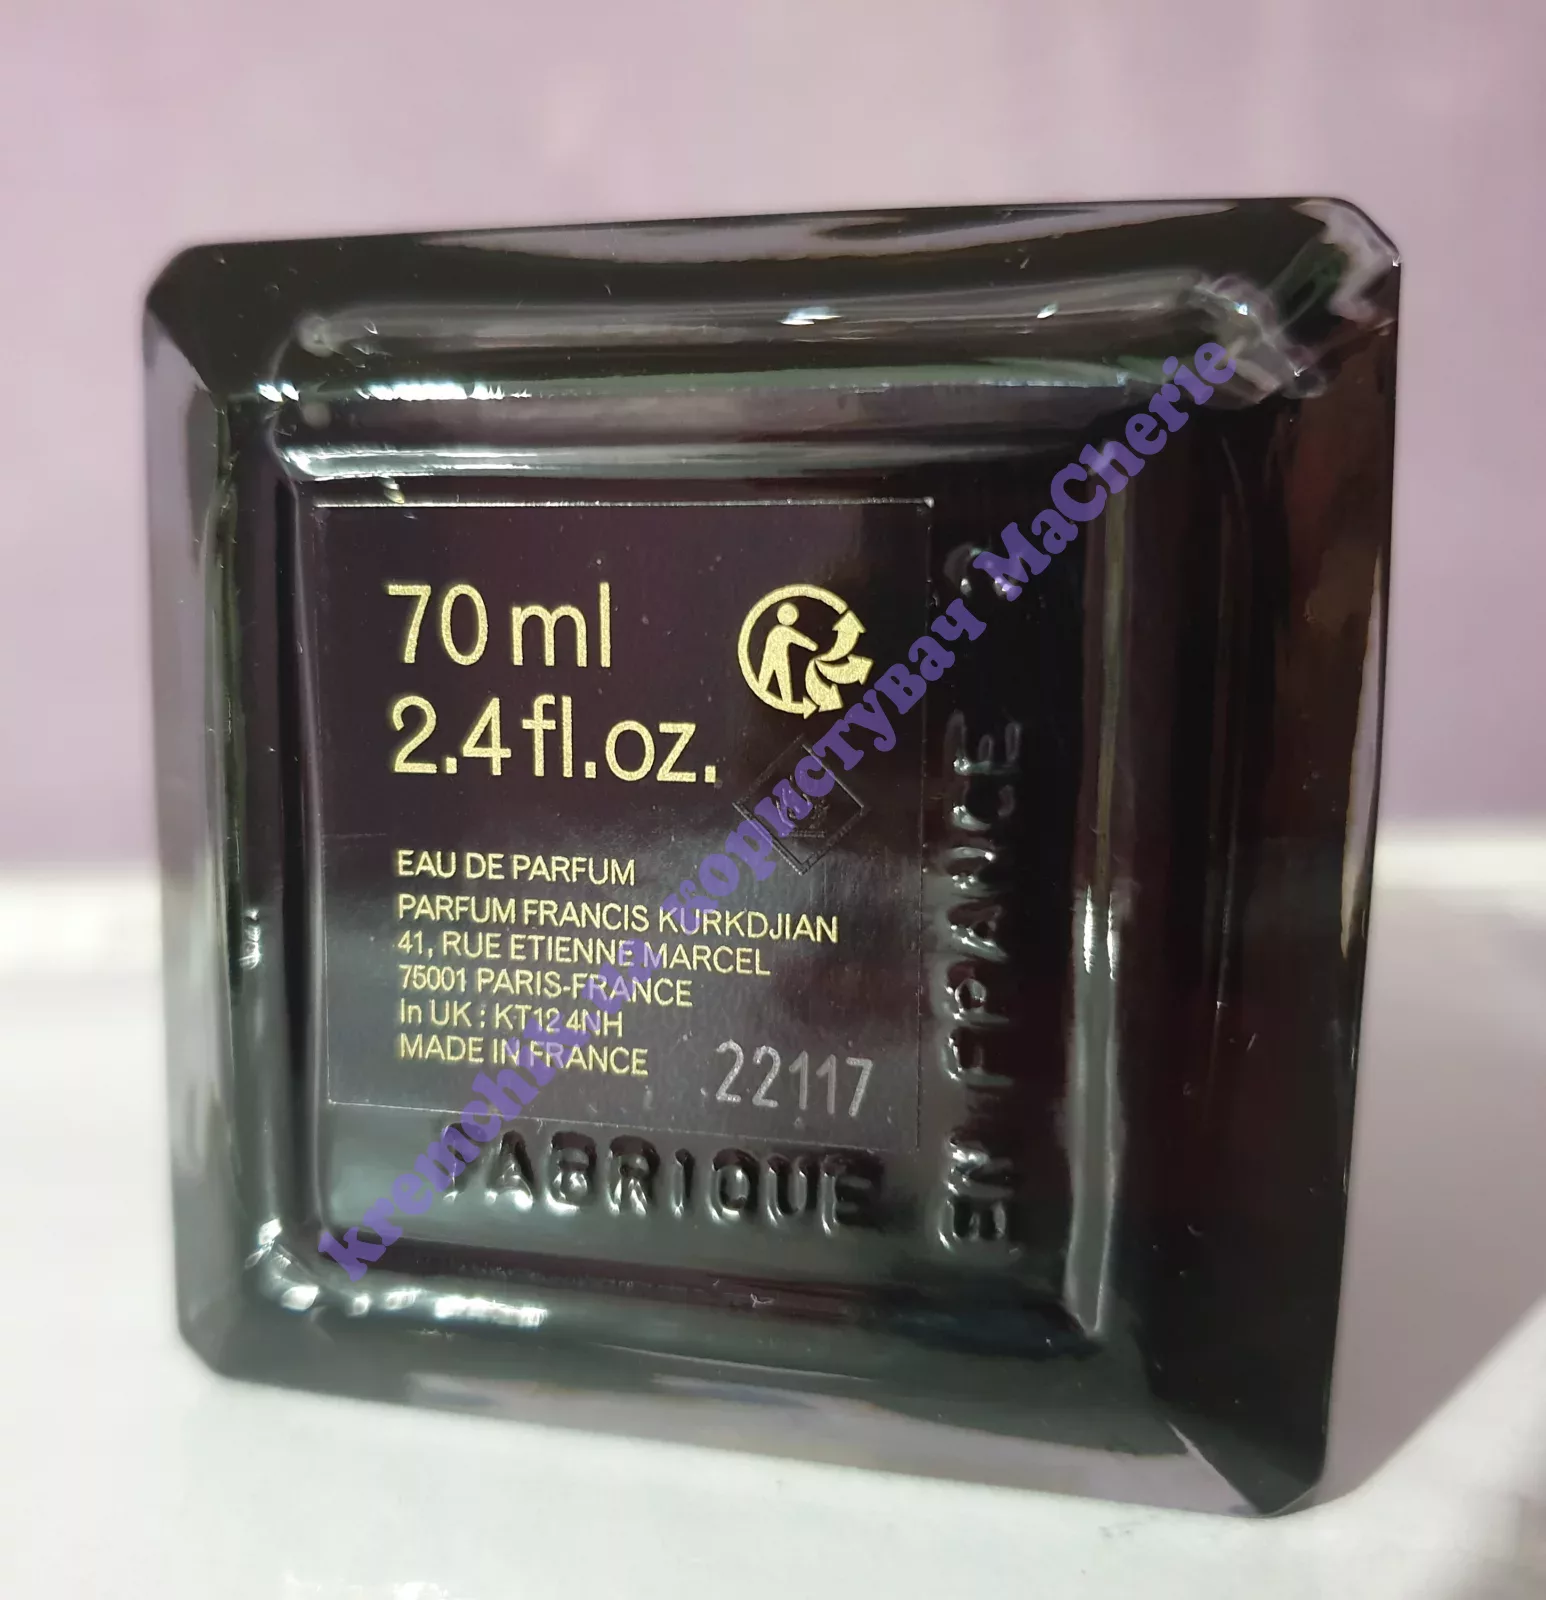 70 ml
2.4 fl.oz.
EAU DE PARFUM
PARFUM FRANCIS KURKDJIAN
41, RUE ETIENNE MARCEL
75001 PARIS-FRANCE
In UK : KT12 4NH
MADE IN FRANCE
22117
FABRIQUE
EN FRANCE
користувач MaCherie